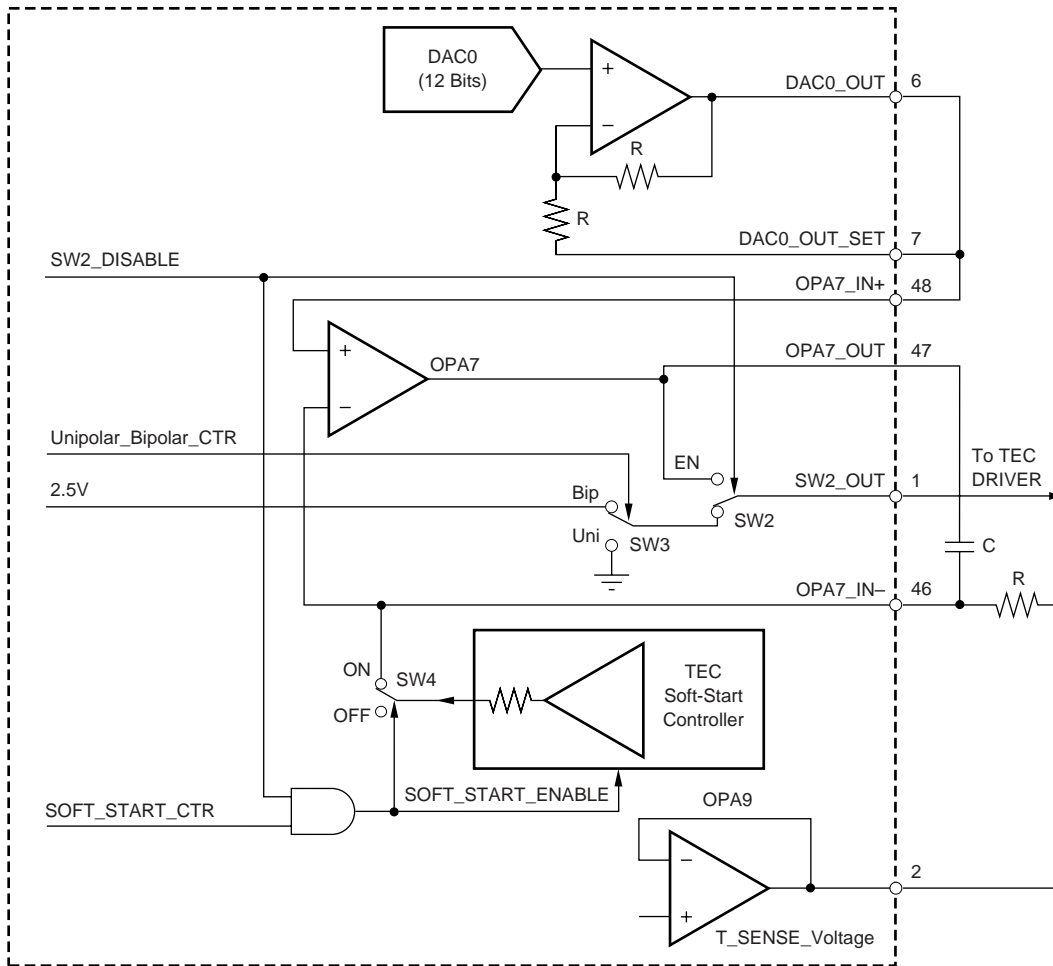 DAC0
(12 Bits)
+
−
R
R
DAC0_OUT
6
DAC0_OUT_SET
7
SW2_DISABLE
OPA7_IN+
48
+
−
OPA7
OPA7_OUT
47
Unipolar_Bipolar_CTR
2.5V
EN
Bip
Uni
SW3
SW2
SW2_OUT
1
To TEC
DRIVER
C
OPA7_IN–
46
R
ON
SW4
OFF
TEC
Soft-Start
Controller
SOFT_START_ENABLE
SOFT_START_CTR
OPA9
−
+
2
T_SENSE_Voltage